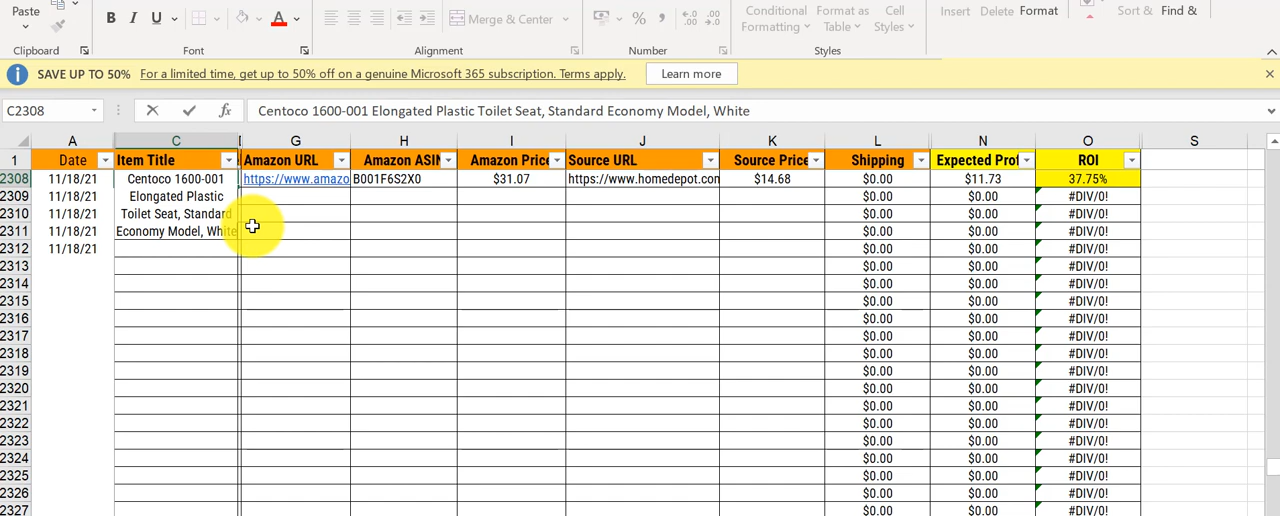 Paste
B I U A
Merge & Center
$ % ,
Conditional Formatting
Format as Table
Cell Styles
Insert Delete Format
Sort & Find &
Clipboard
Font
Alignment
Number
Styles
SAVE UP TO 50% For a limited time, get up to 50% off on a genuine Microsoft 365 subscription. Terms apply. Learn more
C2308 fx Centoco 1600-001 Elongated Plastic Toilet Seat, Standard Economy Model, White
A C G H I J K L N O S
1 Date Item Title Amazon URL Amazon ASIN Amazon Price Source URL Source Price Shipping Expected Prof ROI
2308 11/18/21 Centoco 1600-001 https://www.amazo B001F6S2X0 $31.07 https://www.homedepot.com $14.68 $0.00 $11.73 37.75%
2309 11/18/21 Elongated Plastic $0.00 $0.00 #DIV/0!
2310 11/18/21 Toilet Seat, Standard $0.00 $0.00 #DIV/0!
2311 11/18/21 Economy Model, White $0.00 $0.00 #DIV/0!
2312 11/18/21 $0.00 $0.00 #DIV/0!
2313 $0.00 $0.00 #DIV/0!
2314 $0.00 $0.00 #DIV/0!
2315 $0.00 $0.00 #DIV/0!
2316 $0.00 $0.00 #DIV/0!
2317 $0.00 $0.00 #DIV/0!
2318 $0.00 $0.00 #DIV/0!
2319 $0.00 $0.00 #DIV/0!
2320 $0.00 $0.00 #DIV/0!
2321 $0.00 $0.00 #DIV/0!
2322 $0.00 $0.00 #DIV/0!
2323 $0.00 $0.00 #DIV/0!
2324 $0.00 $0.00 #DIV/0!
2325 $0.00 $0.00 #DIV/0!
2326 $0.00 $0.00 #DIV/0!
2327 $0.00 $0.00 #DIV/0!